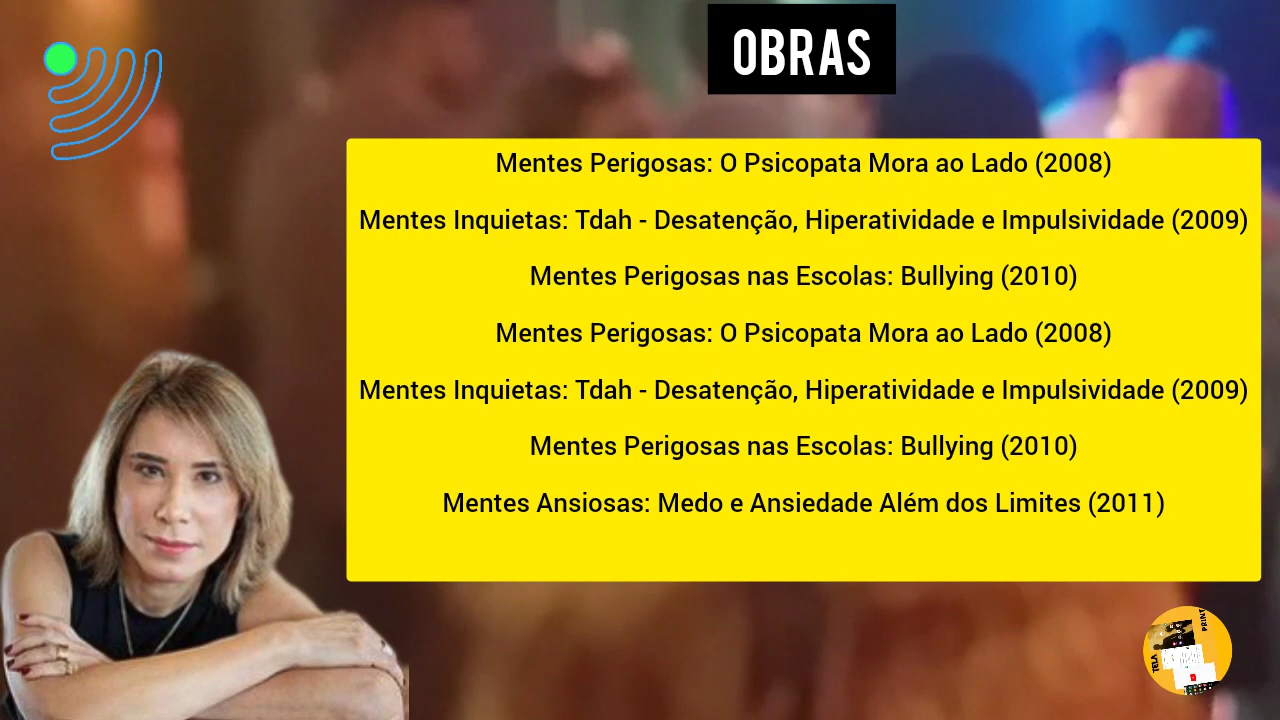 OBRAS
Mentes Perigosas: O Psicopata Mora ao Lado (2008)
Mentes Inquietas: Tdah - Desatenção, Hiperatividade e Impulsividade (2009)
Mentes Perigosas nas Escolas: Bullying (2010)
Mentes Perigosas: O Psicopata Mora ao Lado (2008)
Mentes Inquietas: Tdah - Desatenção, Hiperatividade e Impulsividade (2009)
Mentes Perigosas nas Escolas: Bullying (2010)
Mentes Ansiosas: Medo e Ansiedade Além dos Limites (2011)
TELA
PRINT